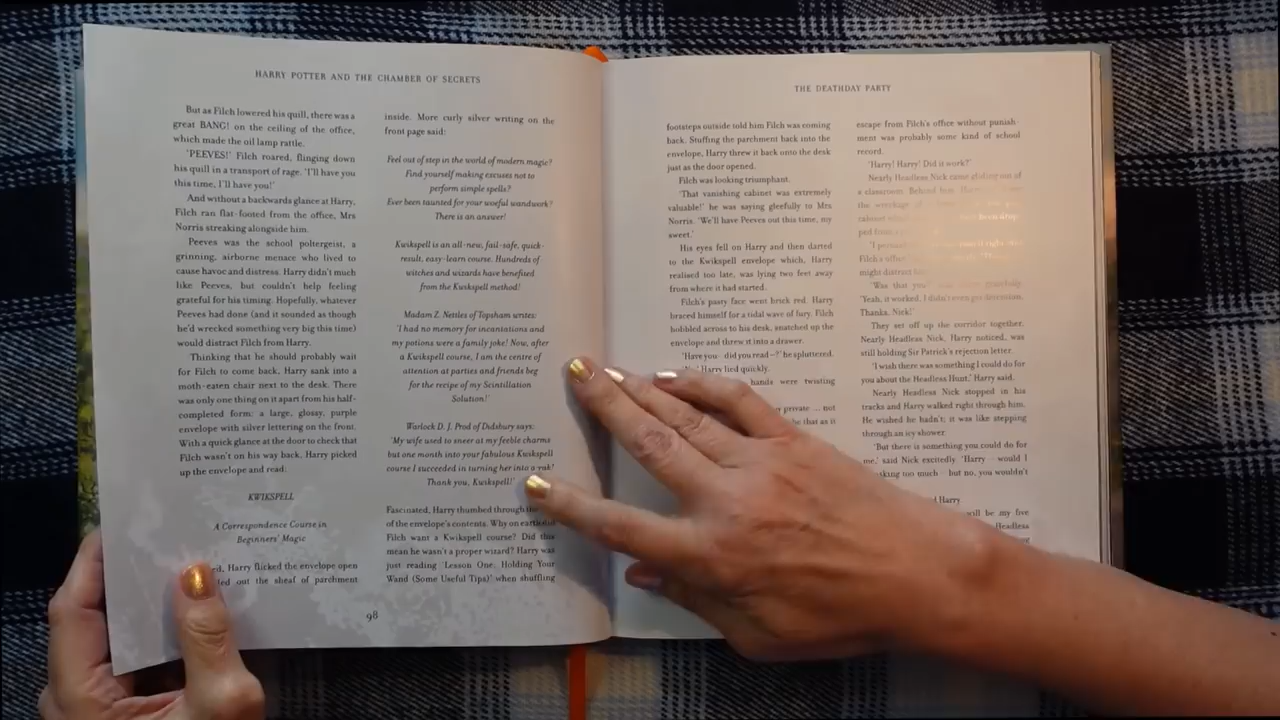 HARRY POTTER AND THE CHAMBER OF SECRETS
But as Filch lowered his quill, there was a
great BANG! on the ceiling of the office,
which made the oil lamp rattle.
'PEEVES!' Filch roared, flinging down
his quill in a transport of rage. 'I'll have you
this time, I'll have you!'
And without a backwards glance at Harry,
Filch ran flat-footed from the office, Mrs
Norris streaking alongside him.
Peeves was the school poltergeist, a
grinning, airborne menace who lived to
cause havoc and distress. Harry didn't much
like Peeves, but couldn't help feeling
grateful for his timing. Hopefully, whatever
Peeves had done (and it sounded as though
he'd wrecked something very big this time)
would distract Filch from Harry.
Thinking that he should probably wait
for Filch to come back, Harry sank into a
moth-eaten chair next to the desk. There
was only one thing on it apart from his half-
completed form: a large, glossy, purple
envelope with silver lettering on the front.
With a quick glance at the door to check that
Filch wasn't on his way back, Harry picked
up the envelope and read:
KWIKSPELL
A Correspondence Course in
Beginners' Magic
Harry flicked the envelope open
out the sheaf of parchment
inside. More curly silver writing on the
front page said:
Feel out of step in the world of modern magic?
Find yourself making excuses not to
perform simple spells?
Ever been taunted for your woeful wandwork?
There is an answer!
Kwikspell is an all-new, fail-safe, quick-
result, easy-learn course. Hundreds of
witches and wizards have benefited
from the Kwikspell method!
Madam Z. Nettles of Topsham writes:
'I had no memory for incantations and
my potions were a family joke! Now, after
a Kwikspell course, I am the centre of
attention at parties and friends beg
for the recipe of my Scintillation
Solution!'
Warlock D. J. Prod of Didsbury says:
'My wife used to sneer at my feeble charms
but one month into your fabulous Kwikspell
course I succeeded in turning her into a yak!
Thank you, Kwikspell!'
Fascinated, Harry thumbed through the
of the envelope's contents. Why on earth did
Filch want a Kwikspell course? Did this
mean he wasn't a proper wizard? Harry was
just reading 'Lesson One: Holding Your
Wand (Some Useful Tips)' when shuffling
98
THE DEATHDAY PARTY
footsteps outside told him Filch was coming
back. Stuffing the parchment back into the
envelope, Harry threw it back onto the desk
just as the door opened.
Filch was looking triumphant.
'That vanishing cabinet was extremely
valuable!' he was saying gleefully to Mrs
Norris. 'We'll have Peeves out this time, my
sweet.'
His eyes fell on Harry and then darted
to the Kwikspell envelope which, Harry
realised too late, was lying two feet away
from where it had started.
Filch's pasty face went brick red. Harry
braced himself for a tidal wave of fury. Filch
hobbled across to his desk, snatched up the
envelope and threw it into a drawer.
'Have you – did you read –?' he spluttered.
Harry lied quickly.
hands were twisting
private ... not
he that as it
escape from Filch's office without punish-
ment was probably some kind of school
record.
'Harry! Harry! Did it work?'
Nearly Headless Nick came gliding out of
a classroom. Behind him,
the wreckage of
cabinet
ped from
Filch's office
might distract
'Was that you?' gratefully.
'Yeah, it worked, I didn't even get detention.
Thanks, Nick!'
They set off up the corridor together.
Nearly Headless Nick, Harry noticed, was
still holding Sir Patrick's rejection letter.
'I wish there was something I could do for
you about the Headless Hunt,' Harry said.
Nearly Headless Nick stopped in his
tracks and Harry walked right through him.
He wished he hadn't; it was like stepping
through an icy shower.
'But there is something you could do for
me,' said Nick excitedly. 'Harry – would I
asking too much – but no, you wouldn't
Harry.
will be my five
Headless